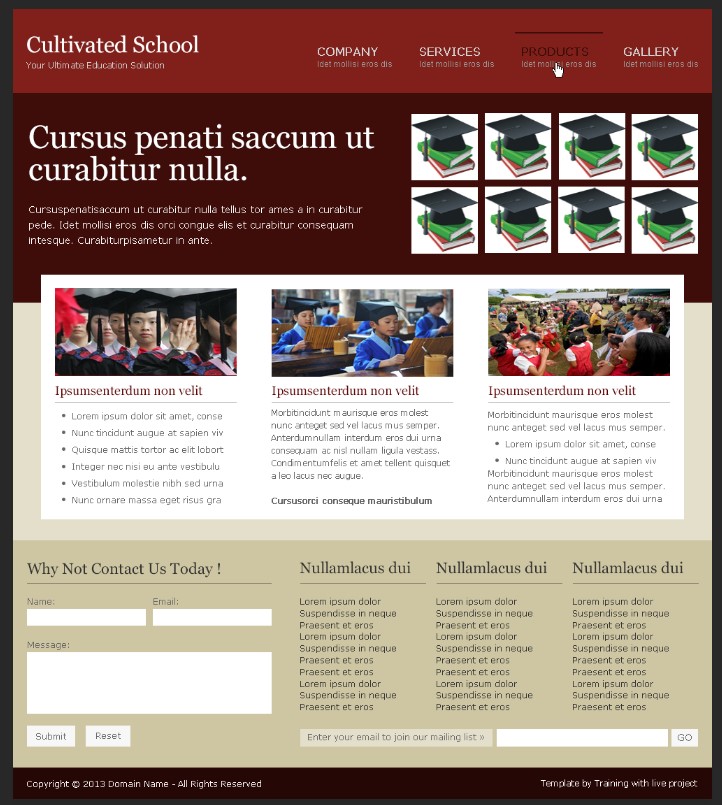 Cultivated School
Your Ultimate Education Solution
COMPANY
Idet mollisi eros dis
SERVICES
Idet mollisi eros dis
PRODUCTS
Idet mollisi eros dis
GALLERY
Idet mollisi eros dis
Cursus penati saccum ut
curabitur nulla.
Cursuspenatisaccum ut curabitur nulla tellus tor ames a in curabitur
pede. Idet mollisi eros dis orci congue elis et curabitur consequam
intesque. Curabiturpisametur in ante.
Ipsumsenterdum non velit
Lorem ipsum dolor sit amet, conse
Nunc tincidunt augue at sapien viv
Quisque mattis tortor ac elit lobort
Integer nec nisi eu ante vestibulu
Vestibulum molestie nibh sed urna
Nunc ornare massa eget risus gra
Ipsumsenterdum non velit
Morbitincidunt maurisque eros molest
nunc anteget sed vel lacus mus semper.
Anterdumnullam interdum eros dui urna
consequam ac nisl nullam ligula vestass.
Condimentumfelis et amet tellent quisquet
a leo lacus nec augue.
Cursusorci conseque mauristibulum
Ipsumsenterdum non velit
Morbitincidunt maurisque eros molest
nunc anteget sed vel lacus mus semper.
Lorem ipsum dolor sit amet, conse
Nunc tincidunt augue at sapien viv
Morbitincidunt maurisque eros molest
nunc anteget sed vel lacus mus semper.
Anterdumnullam interdum eros dui urna
Why Not Contact Us Today !
Name:
Email:
Message:
Submit
Reset
Nullamlacus dui
Lorem ipsum dolor
Suspendisse in neque
Praesent et eros
Lorem ipsum dolor
Suspendisse in neque
Praesent et eros
Praesent et eros
Lorem ipsum dolor
Suspendisse in neque
Praesent et eros
Nullamlacus dui
Lorem ipsum dolor
Suspendisse in neque
Praesent et eros
Lorem ipsum dolor
Suspendisse in neque
Praesent et eros
Praesent et eros
Lorem ipsum dolor
Suspendisse in neque
Praesent et eros
Nullamlacus dui
Lorem ipsum dolor
Suspendisse in neque
Praesent et eros
Lorem ipsum dolor
Suspendisse in neque
Praesent et eros
Praesent et eros
Lorem ipsum dolor
Suspendisse in neque
Praesent et eros
Enter your email to join our mailing list »
GO
Copyright © 2013 Domain Name - All Rights Reserved
Template by Training with live project